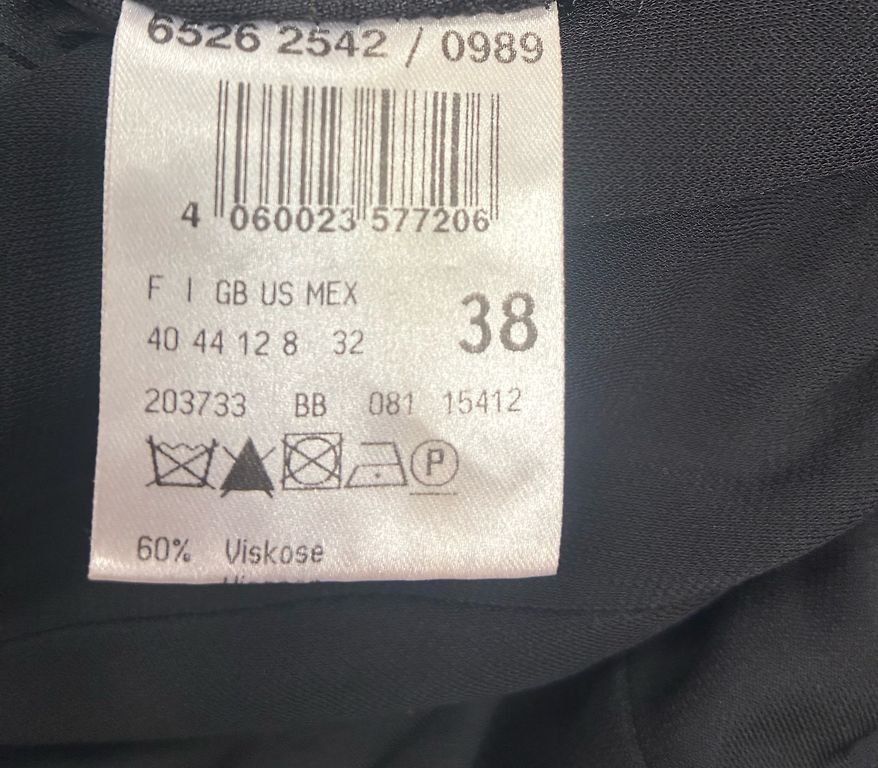 6526 2542 / 0989
4 060023 577206
F I GB US MEX
40 44 12 8 32
38
203733 BB 081 15412
P
60% Viskose